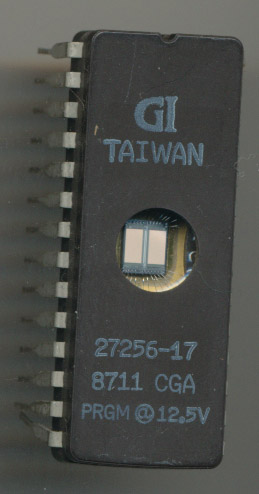 GI
TAIWAN
27256-17
8711 CGA
PRGM @ 12.5V